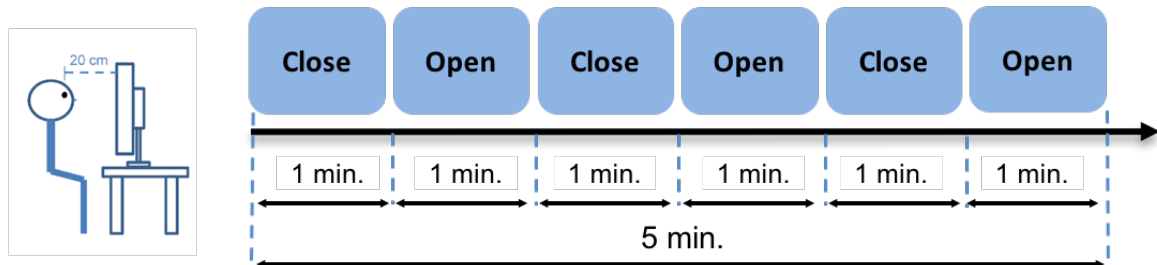 20 cm
Close Open Close Open Close Open
1 min. 1 min. 1 min. 1 min. 1 min. 1 min.
5 min.